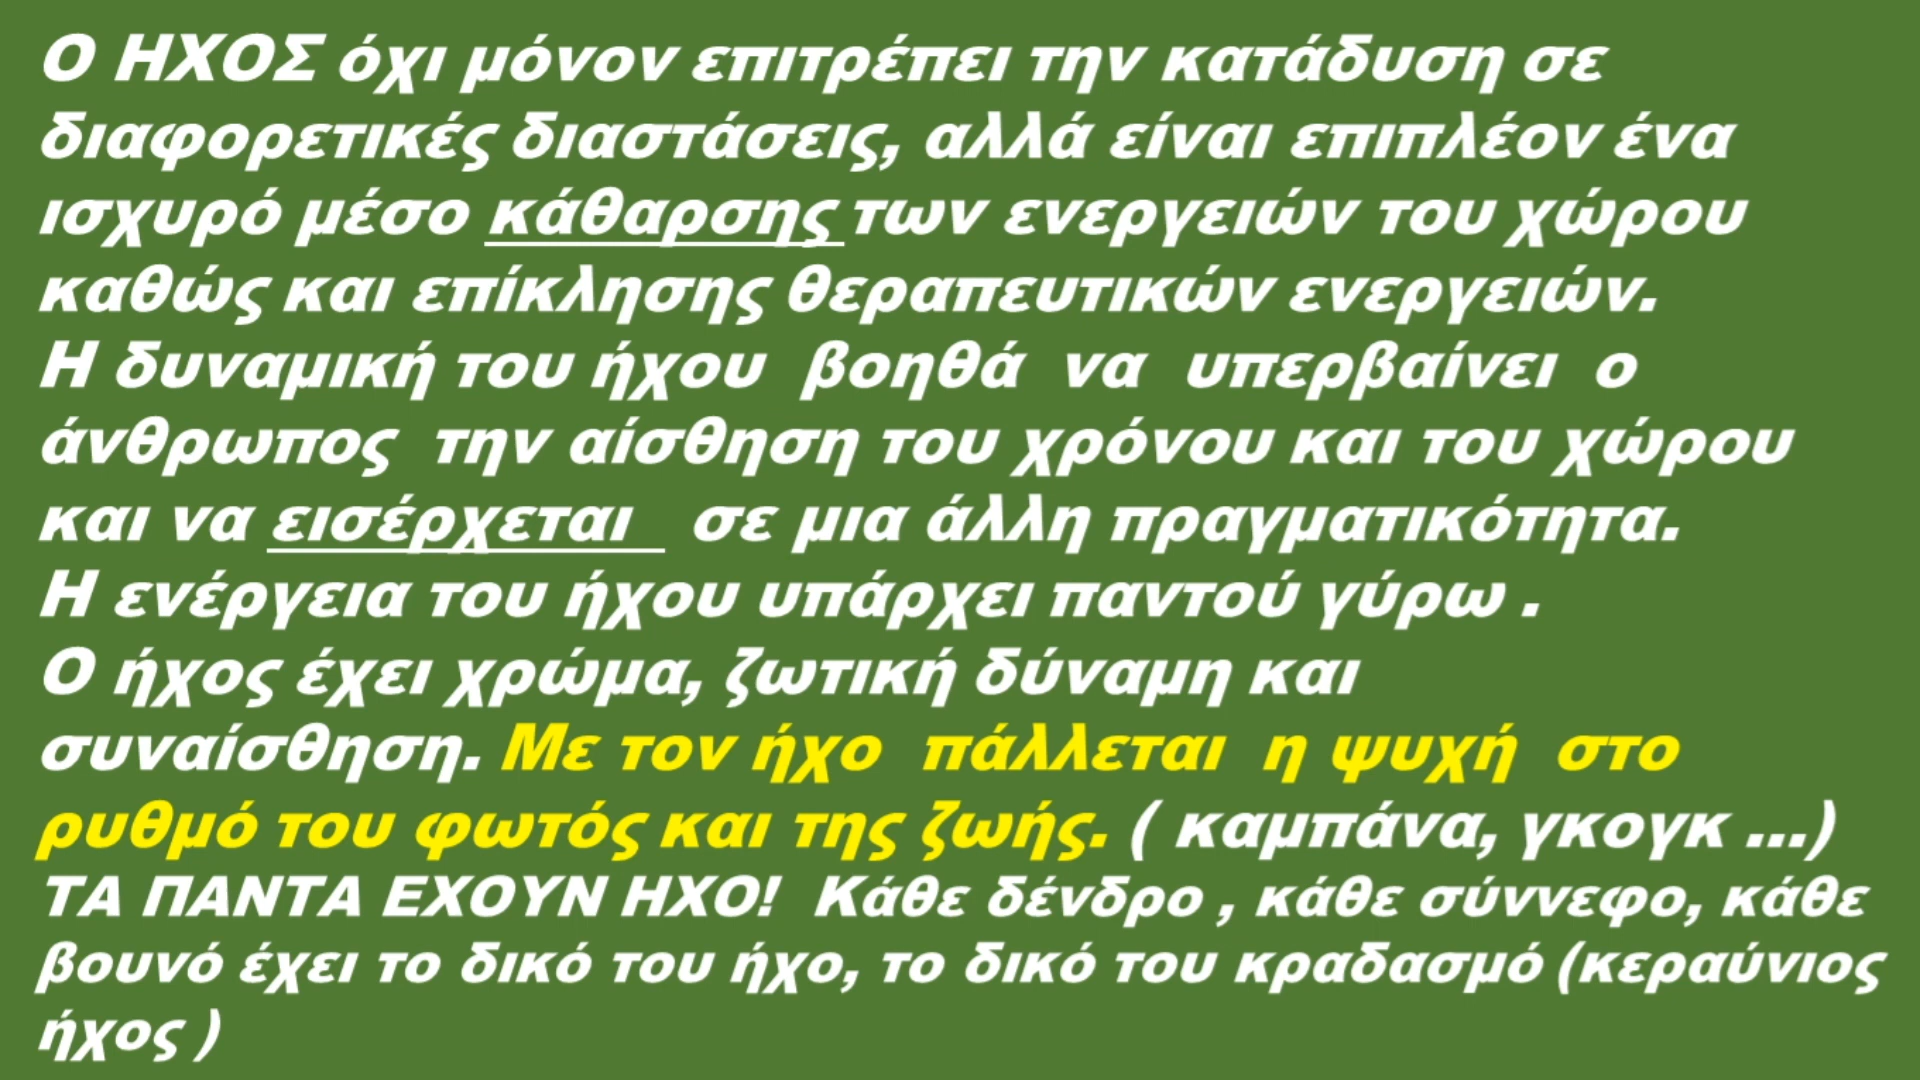 Ο ΗΧΟΣ όχι μόνον επιτρέπει την κατάδυση σε
διαφορετικές διαστάσεις, αλλά είναι επιπλέον ένα
ισχυρό μέσο κάθαρσης των ενεργειών του χώρου
καθώς και επίκλησης θεραπευτικών ενεργειών.
Η δυναμική του ήχου βοηθά να υπερβαίνει ο
άνθρωπος την αίσθηση του χρόνου και του χώρου
και να εισέρχεται σε μια άλλη πραγματικότητα.
Η ενέργεια του ήχου υπάρχει παντού γύρω .
Ο ήχος έχει χρώμα, ζωτική δύναμη και
συναίσθηση. Με τον ήχο πάλλεται η ψυχή στο
ρυθμό του φωτός και της ζωής. ( καμπάνα, γκογκ ...)
ΤΑ ΠΑΝΤΑ ΕΧΟΥΝ ΗΧΟ! Κάθε δένδρο , κάθε σύννεφο, κάθε
βουνό έχει το δικό του ήχο, το δικό του κραδασμό (κεραύνιος
ήχος )